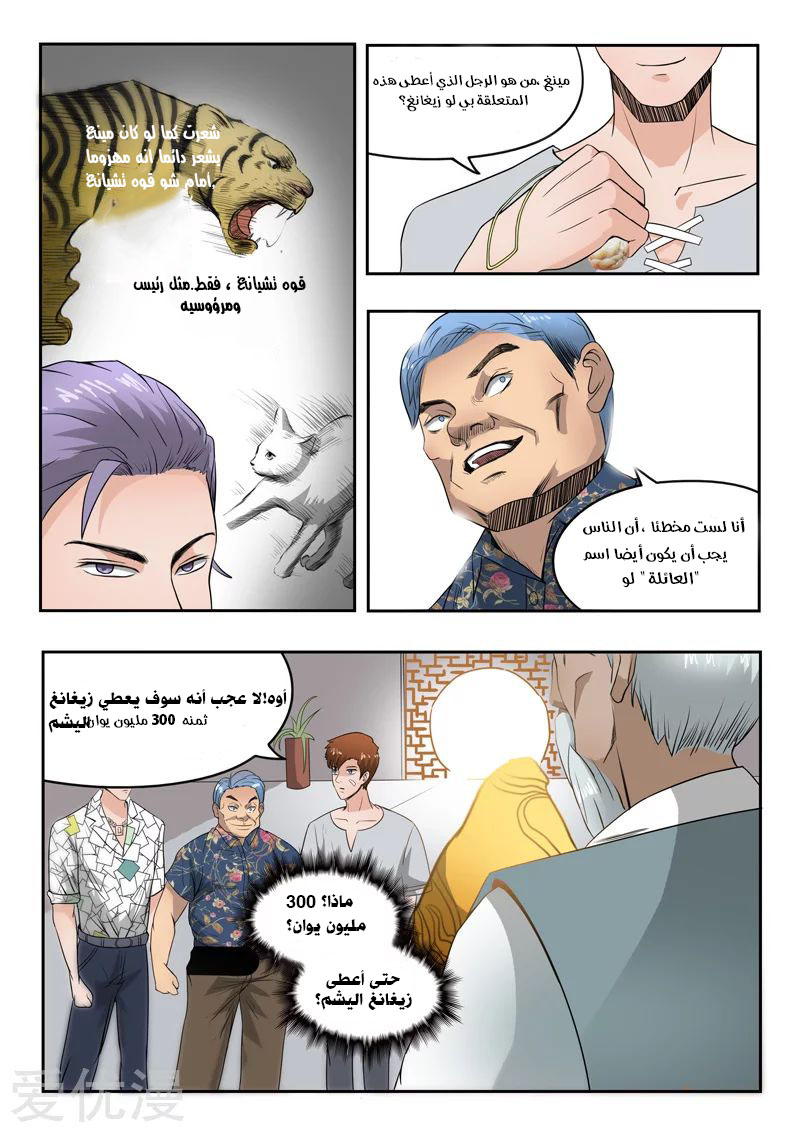 مينغ ،من هو الرجل الذي أعطى هذه
المتعلقة بي لو زيغانغ؟
شعرت كما لو كان مينغ
يشعر دائما انه مهزوما
أمام شو قوه تشيانغ.
قوه تشيانغ ، فقط.مثل رئيس
ومرؤوسيه
أنا لست مخطئا ، أن الناس
يجب أن يكون أيضا اسم
"العائلة " لو
أوه!لا عجب أنه سوف يعطي زيغانغ
اليشم ثمنه 300 مليون يوان
ماذا؟ 300
مليون يوان؟
حتى أعطى
زيغانغ اليشم؟
爱优漫